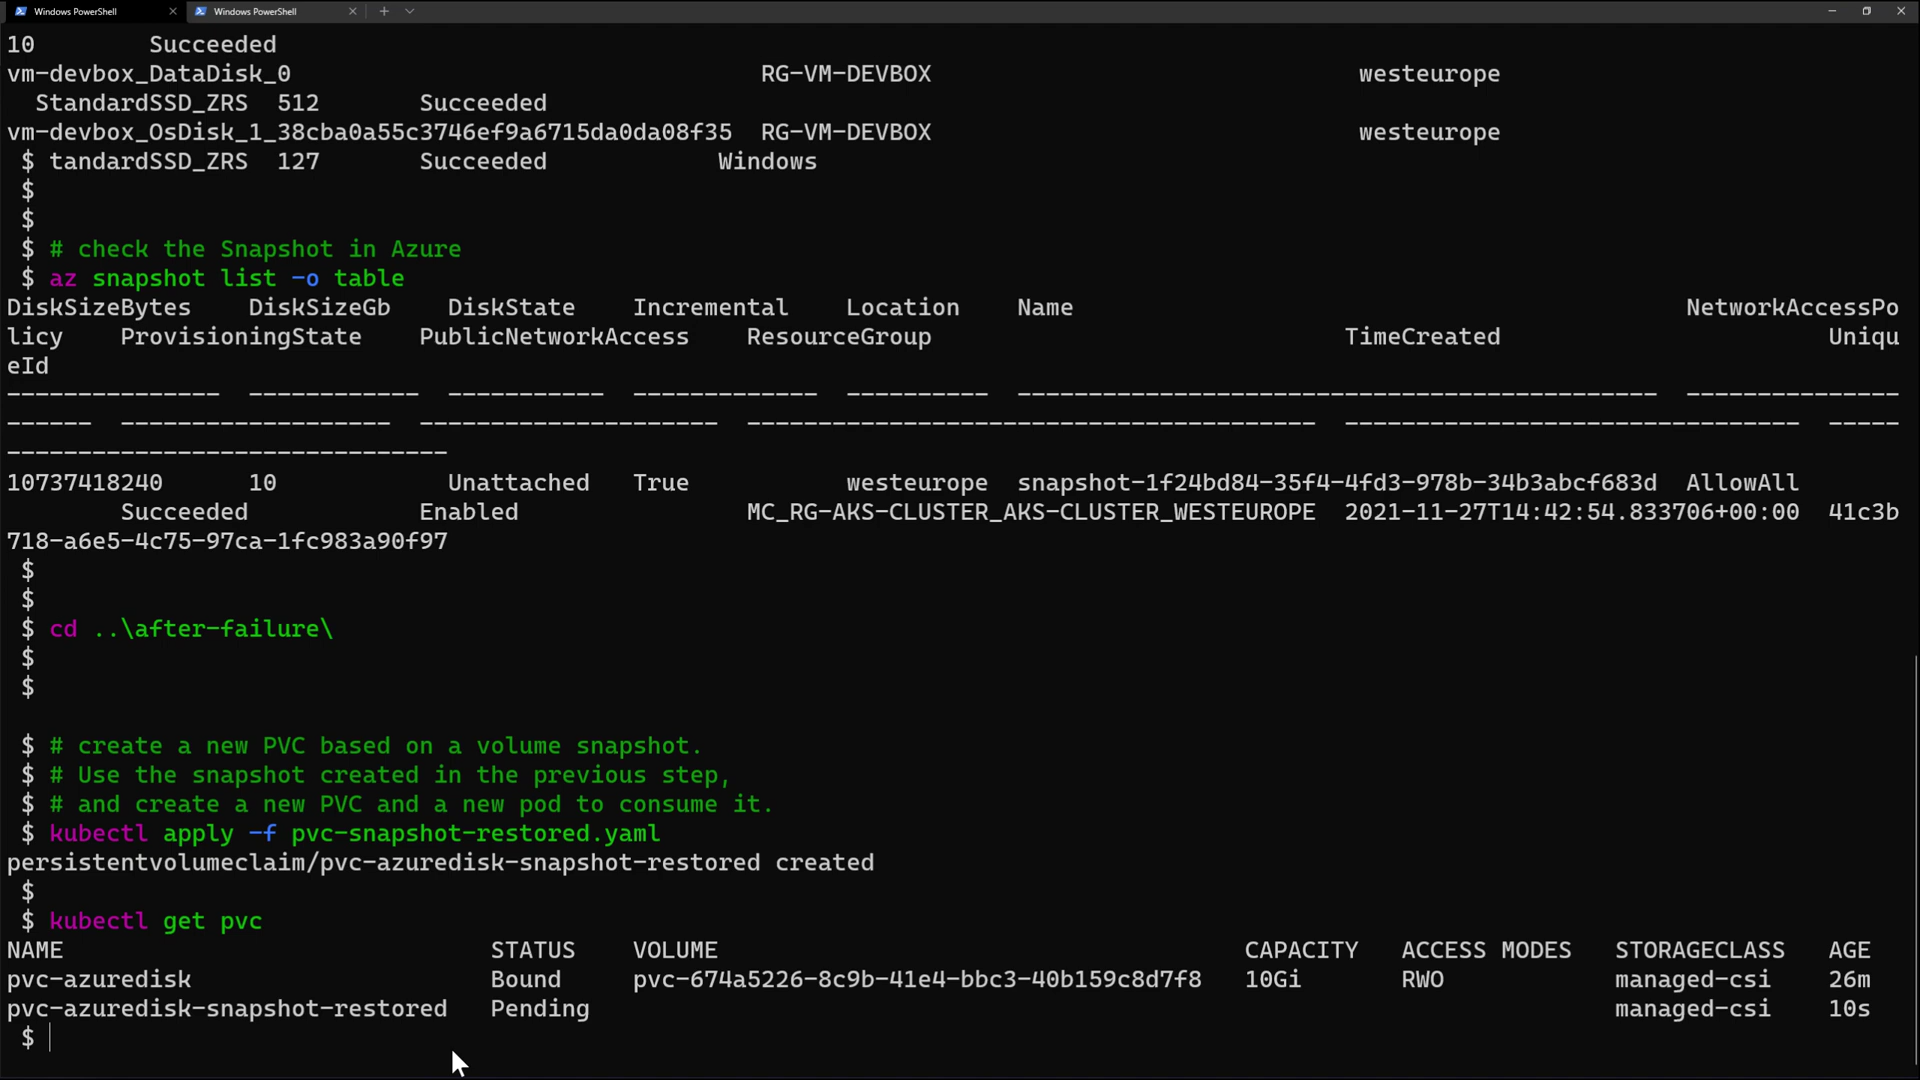 Windows PowerShell
Windows PowerShell
10        Succeeded
vm-devbox_DataDisk_0                                 RG-VM-DEVBOX                              westeurope
  StandardSSD_ZRS  512       Succeeded
vm-devbox_OsDisk_1_38cba0a55c3746ef9a6715da0da08f35  RG-VM-DEVBOX                              westeurope
$ tandardSSD_ZRS  127       Succeeded            Windows
$
$
$ # check the Snapshot in Azure
$ az snapshot list -o table
DiskSizeBytes    DiskSizeGb    DiskState    Incremental    Location    Name                                           NetworkAccessPo
licy    ProvisioningState    PublicNetworkAccess    ResourceGroup                             TimeCreated                       Uniqu
eId
---------------  ------------  -----------  -------------  ----------  ---------------------------------------------  ---------------
------  -------------------  ---------------------  ----------------------------------------  --------------------------------  -----
-------------------------------
10737418240      10            Unattached   True           westeurope  snapshot-1f24bd84-35f4-4fd3-978b-34b3abcf683d  AllowAll
        Succeeded            Enabled                MC_RG-AKS-CLUSTER_AKS-CLUSTER_WESTEUROPE  2021-11-27T14:42:54.833706+00:00  41c3b
718-a6e5-4c75-97ca-1fc983a90f97
$
$
$ cd ..\after-failure\
$
$
$ # create a new PVC based on a volume snapshot.
$ # Use the snapshot created in the previous step,
$ # and create a new PVC and a new pod to consume it.
$ kubectl apply -f pvc-snapshot-restored.yaml
persistentvolumeclaim/pvc-azuredisk-snapshot-restored created
$
$ kubectl get pvc
NAME                              STATUS    VOLUME                                     CAPACITY   ACCESS MODES   STORAGECLASS   AGE
pvc-azuredisk                     Bound     pvc-674a5226-8c9b-41e4-bbc3-40b159c8d7f8   10Gi       RWO            managed-csi    26m
pvc-azuredisk-snapshot-restored   Pending                                                                        managed-csi    10s
$